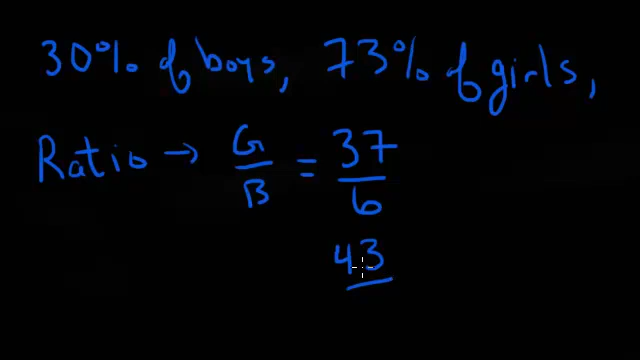 30% of boys, 73% of girls,
Ratio → G/B = 37/6
43